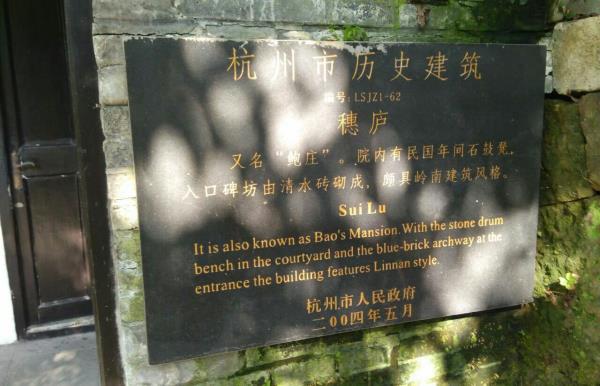 杭州市历史建筑
编号：LSJZ1-62
穗庐
又名“鲍庄”。院内有民国年间石鼓凳，
入口碑坊由清水砖砌成，颇具岭南建筑风格。
Sui Lu
It is also known as Bao's Mansion. With the stone drum
bench in the courtyard and the blue-brick archway at the
entrance the building features Linnan style.
杭州市人民政府
二00四年五月